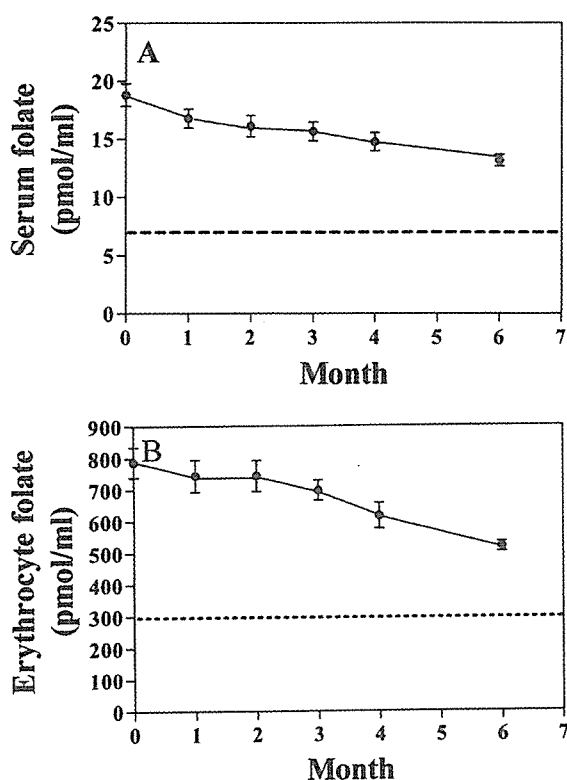 A
Serum folate
(pmol/ml)
25
20
15
10
5
0
0 1 2 3 4 5 6 7
Month
B
Erythrocyte folate
(pmol/ml)
900
800
700
600
500
400
300
200
100
0
0 1 2 3 4 5 6 7
Month